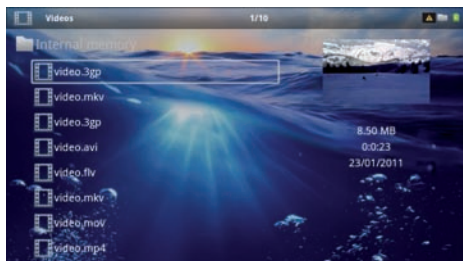 Videos 1/10
Internal memory
video.3gp
video.mkv
video.3gp
video.avi
video.flv
video.mkv
video.mov
video.mp4
8.50 MB
0:0:23
23/01/2011